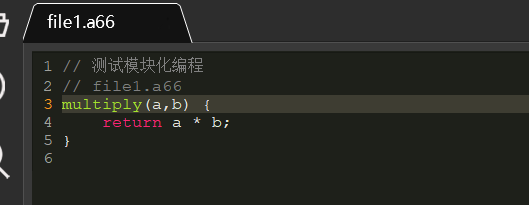 file1.a66
1 // 测试模块化编程
2 // file1.a66
3 multiply(a,b) {
4     return a * b;
5 }
6